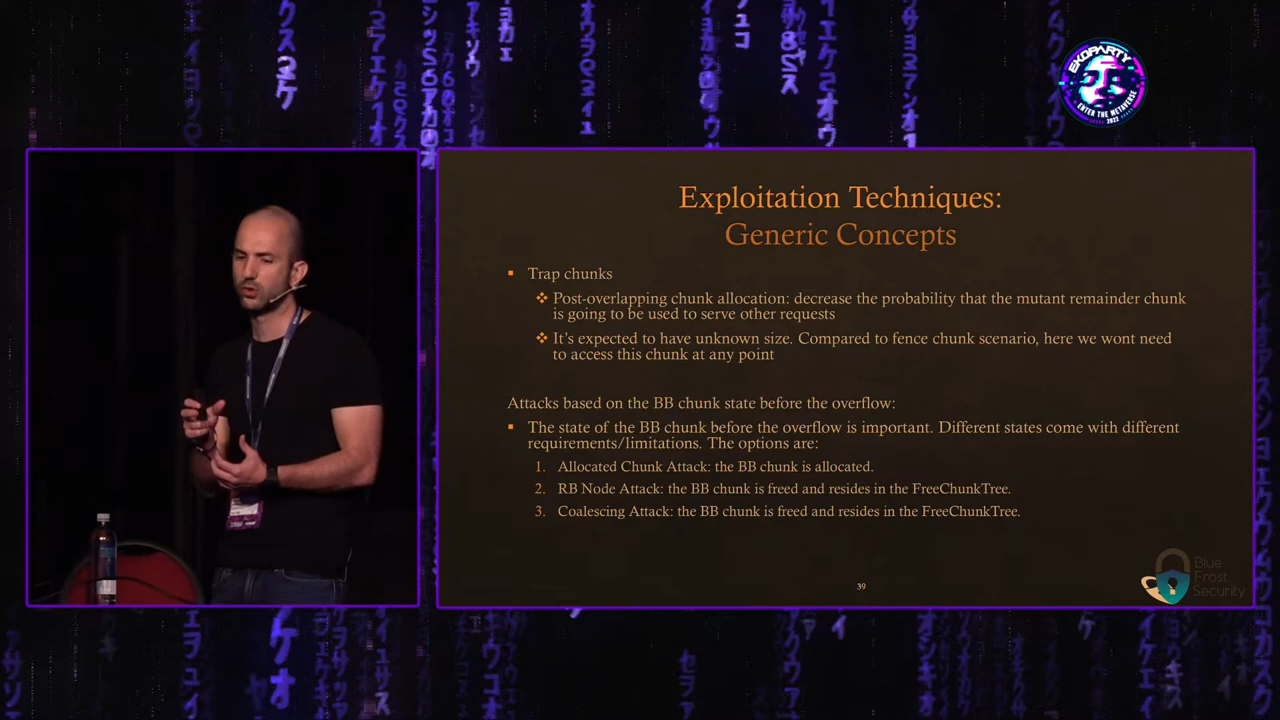 EKOPARTY
ENTER THE METAVERSE
2022
Exploitation Techniques:
Generic Concepts
▪ Trap chunks
❖ Post-overlapping chunk allocation: decrease the probability that the mutant remainder chunk
is going to be used to serve other requests
❖ It's expected to have unknown size. Compared to fence chunk scenario, here we wont need
to access this chunk at any point
Attacks based on the BB chunk state before the overflow:
▪ The state of the BB chunk before the overflow is important. Different states come with different
requirements/limitations. The options are:
1. Allocated Chunk Attack: the BB chunk is allocated.
2. RB Node Attack: the BB chunk is freed and resides in the FreeChunkTree.
3. Coalescing Attack: the BB chunk is freed and resides in the FreeChunkTree.
39
Blue
Frost
Security